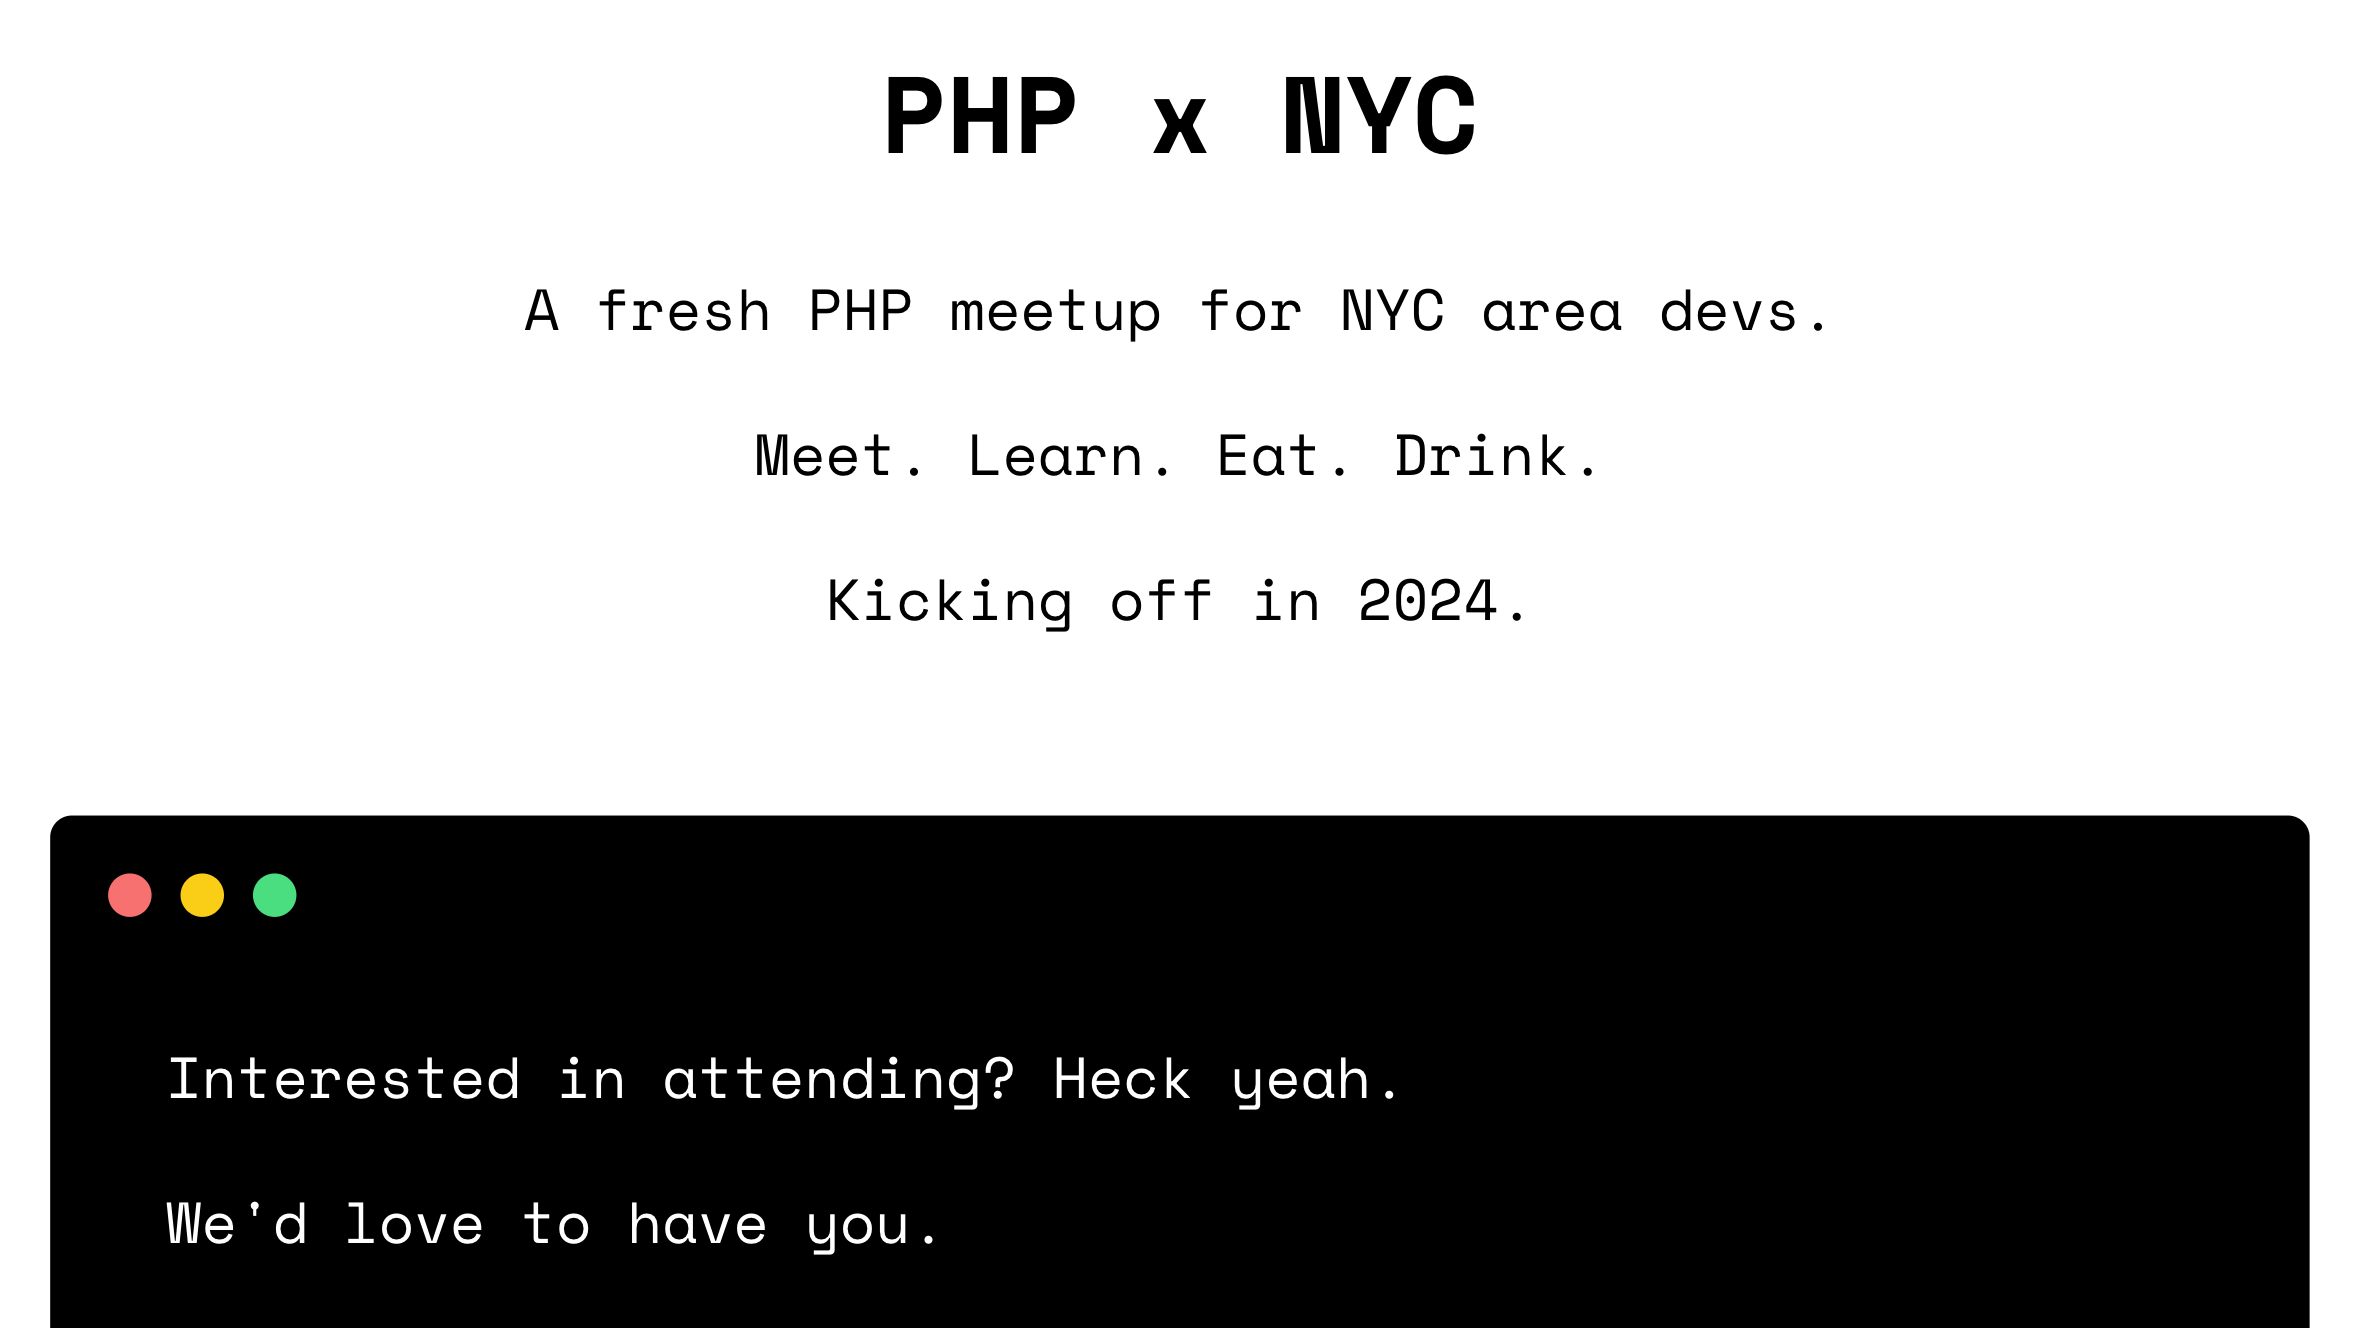 PHP x NYC
A fresh PHP meetup for NYC area devs.
Meet. Learn. Eat. Drink.
Kicking off in 2024.
Interested in attending? Heck yeah.
We'd love to have you.